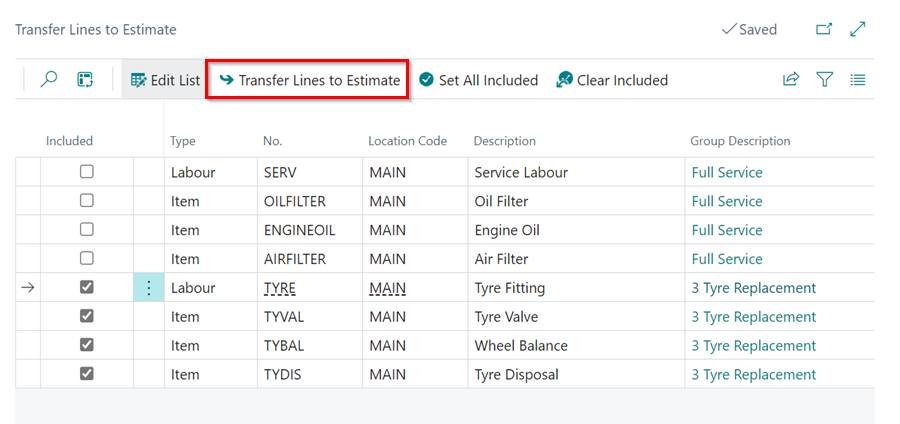 Transfer Lines to Estimate
Saved
Edit List Transfer Lines to Estimate Set All Included Clear Included
Included Type No. Location Code Description Group Description
Labour SERV MAIN Service Labour Full Service
Item OILFILTER MAIN Oil Filter Full Service
Item ENGINEOIL MAIN Engine Oil Full Service
Item AIRFILTER MAIN Air Filter Full Service
Labour TYRE MAIN Tyre Fitting 3 Tyre Replacement
Item TYVAL MAIN Tyre Valve 3 Tyre Replacement
Item TYBAL MAIN Wheel Balance 3 Tyre Replacement
Item TYDIS MAIN Tyre Disposal 3 Tyre Replacement